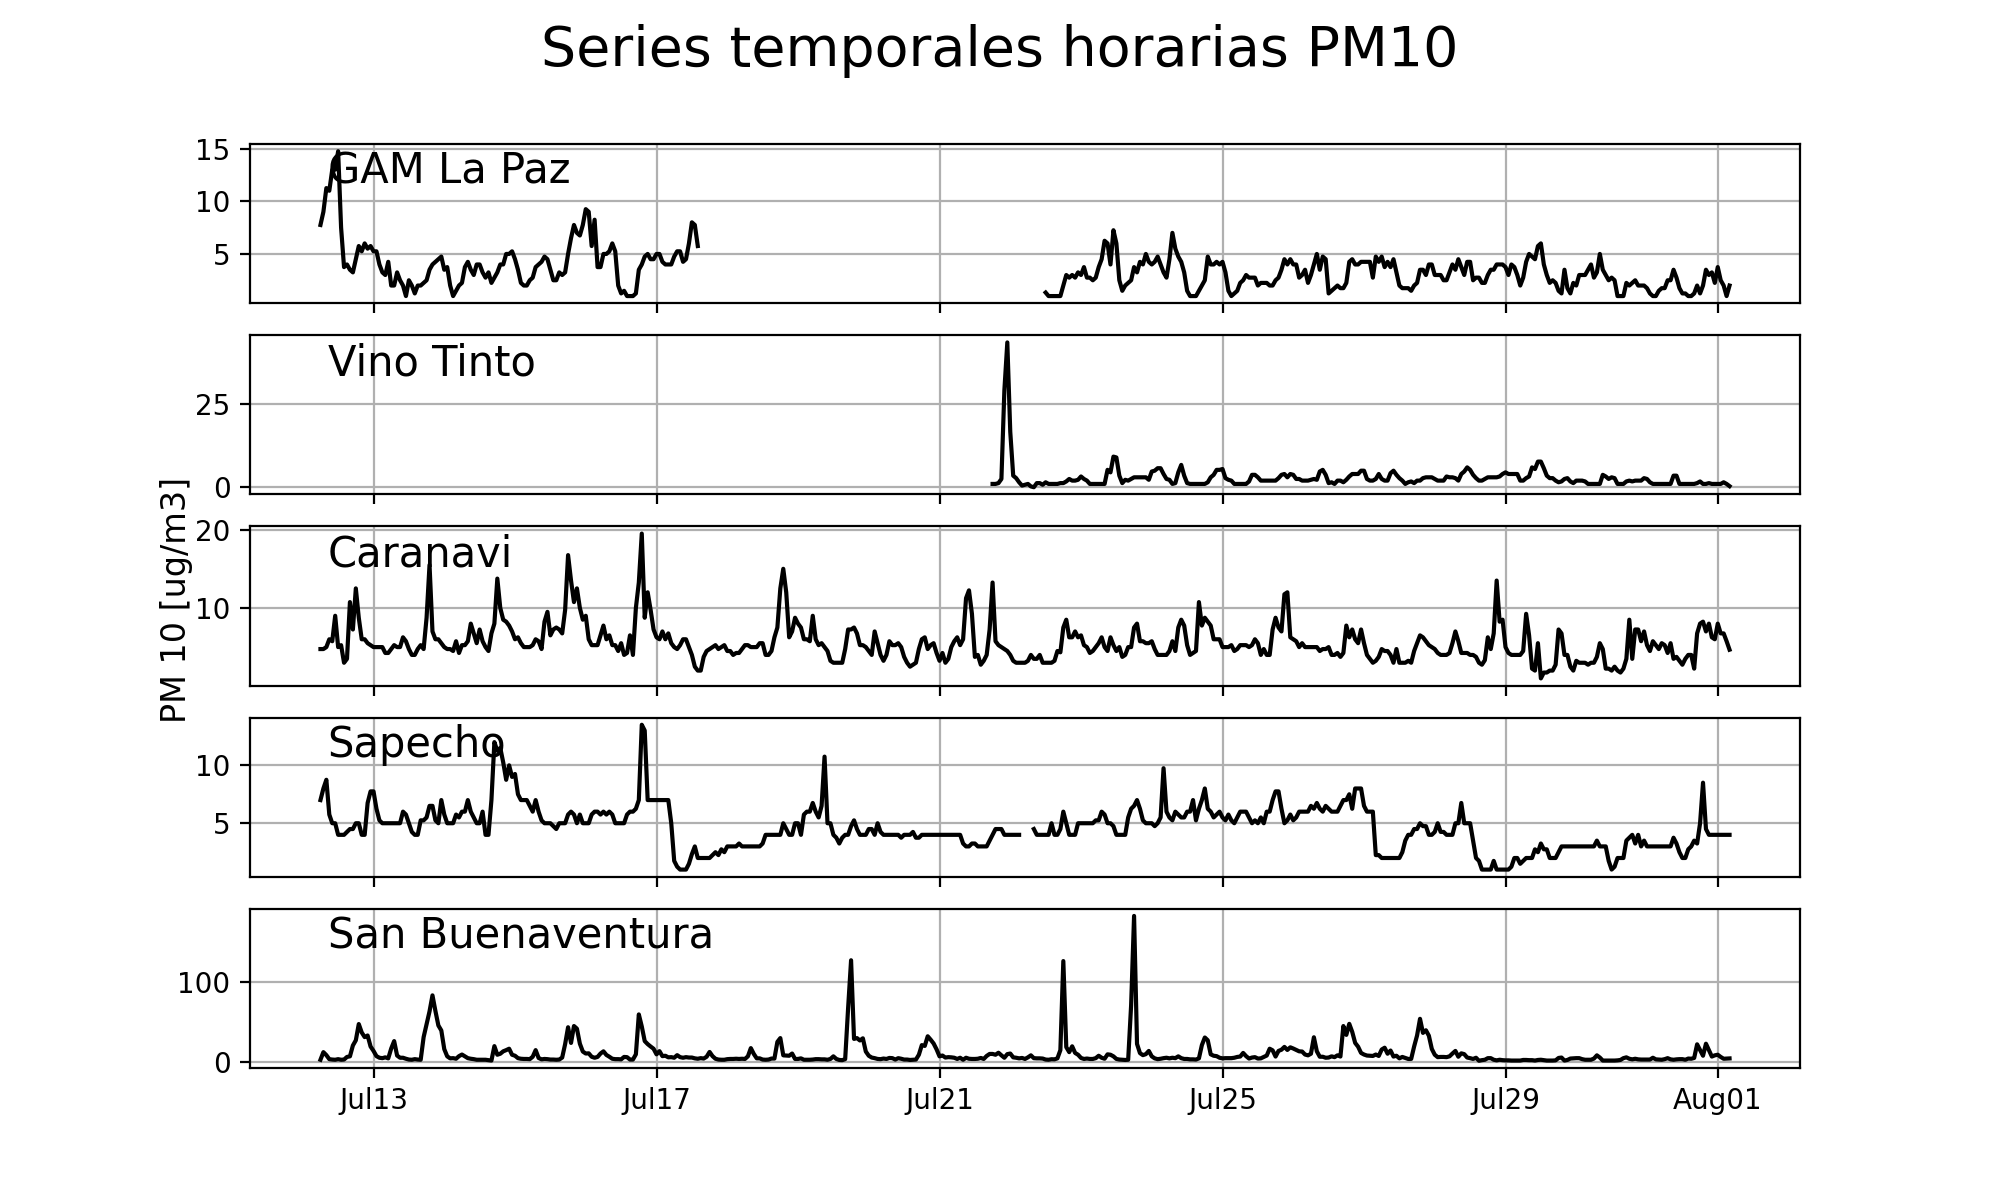 Series temporales horarias PM10
PM 10 [ug/m3]
GAM La Paz
15
10
5
Vino Tinto
25
0
Caranavi
20
10
Sapecho
10
5
San Buenaventura
100
0
Jul13 Jul17 Jul21 Jul25 Jul29 Aug01